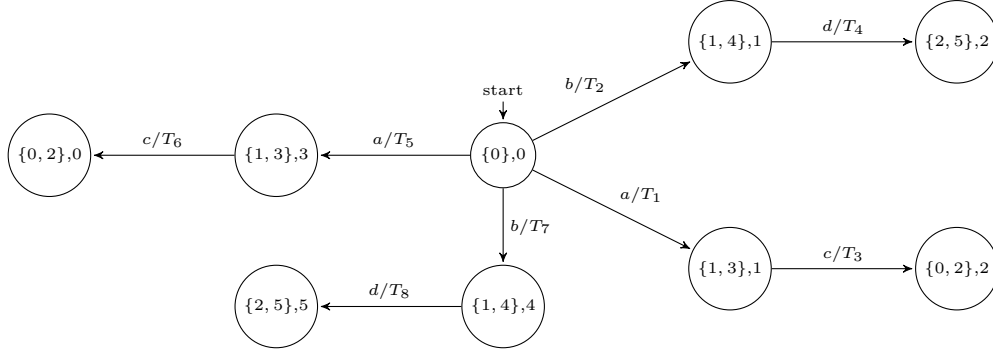 {1, 4},1
d/T₄
{2, 5},2
b/T₂
start
{0, 2},0
c/T₆
{1, 3},3
a/T₅
{0},0
a/T₁
b/T₇
{1, 3},1
c/T₃
{0, 2},2
{2, 5},5
d/T₈
{1, 4},4